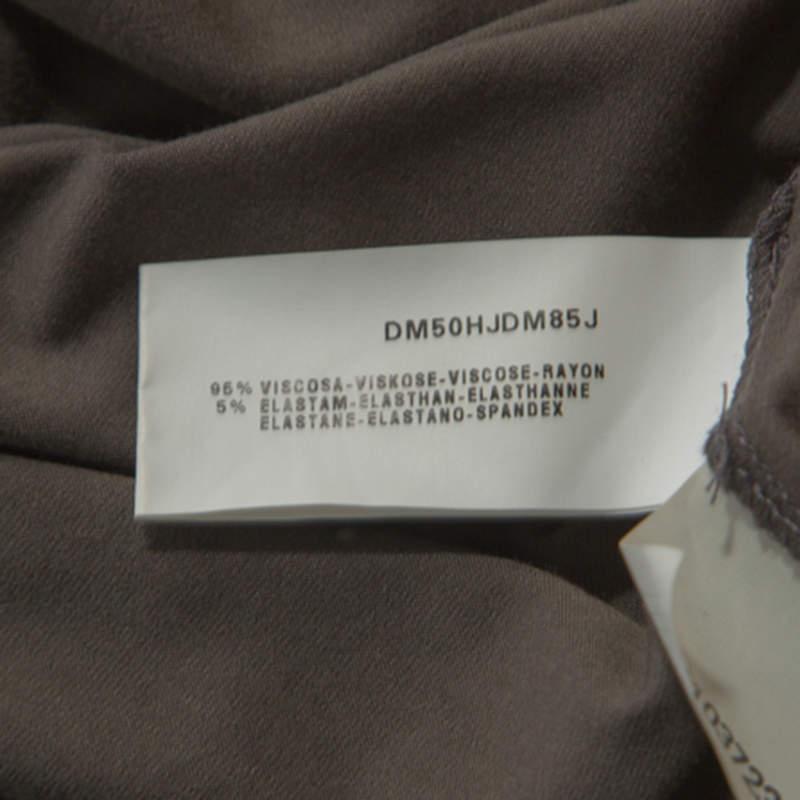 DM50HJDM85J
95% VISCOSA-VISKOSE-VISCOSE-RAYON
5% ELASTAM-ELASTHAN-ELASTHANNE
ELASTANE-ELASTANO-SPANDEX